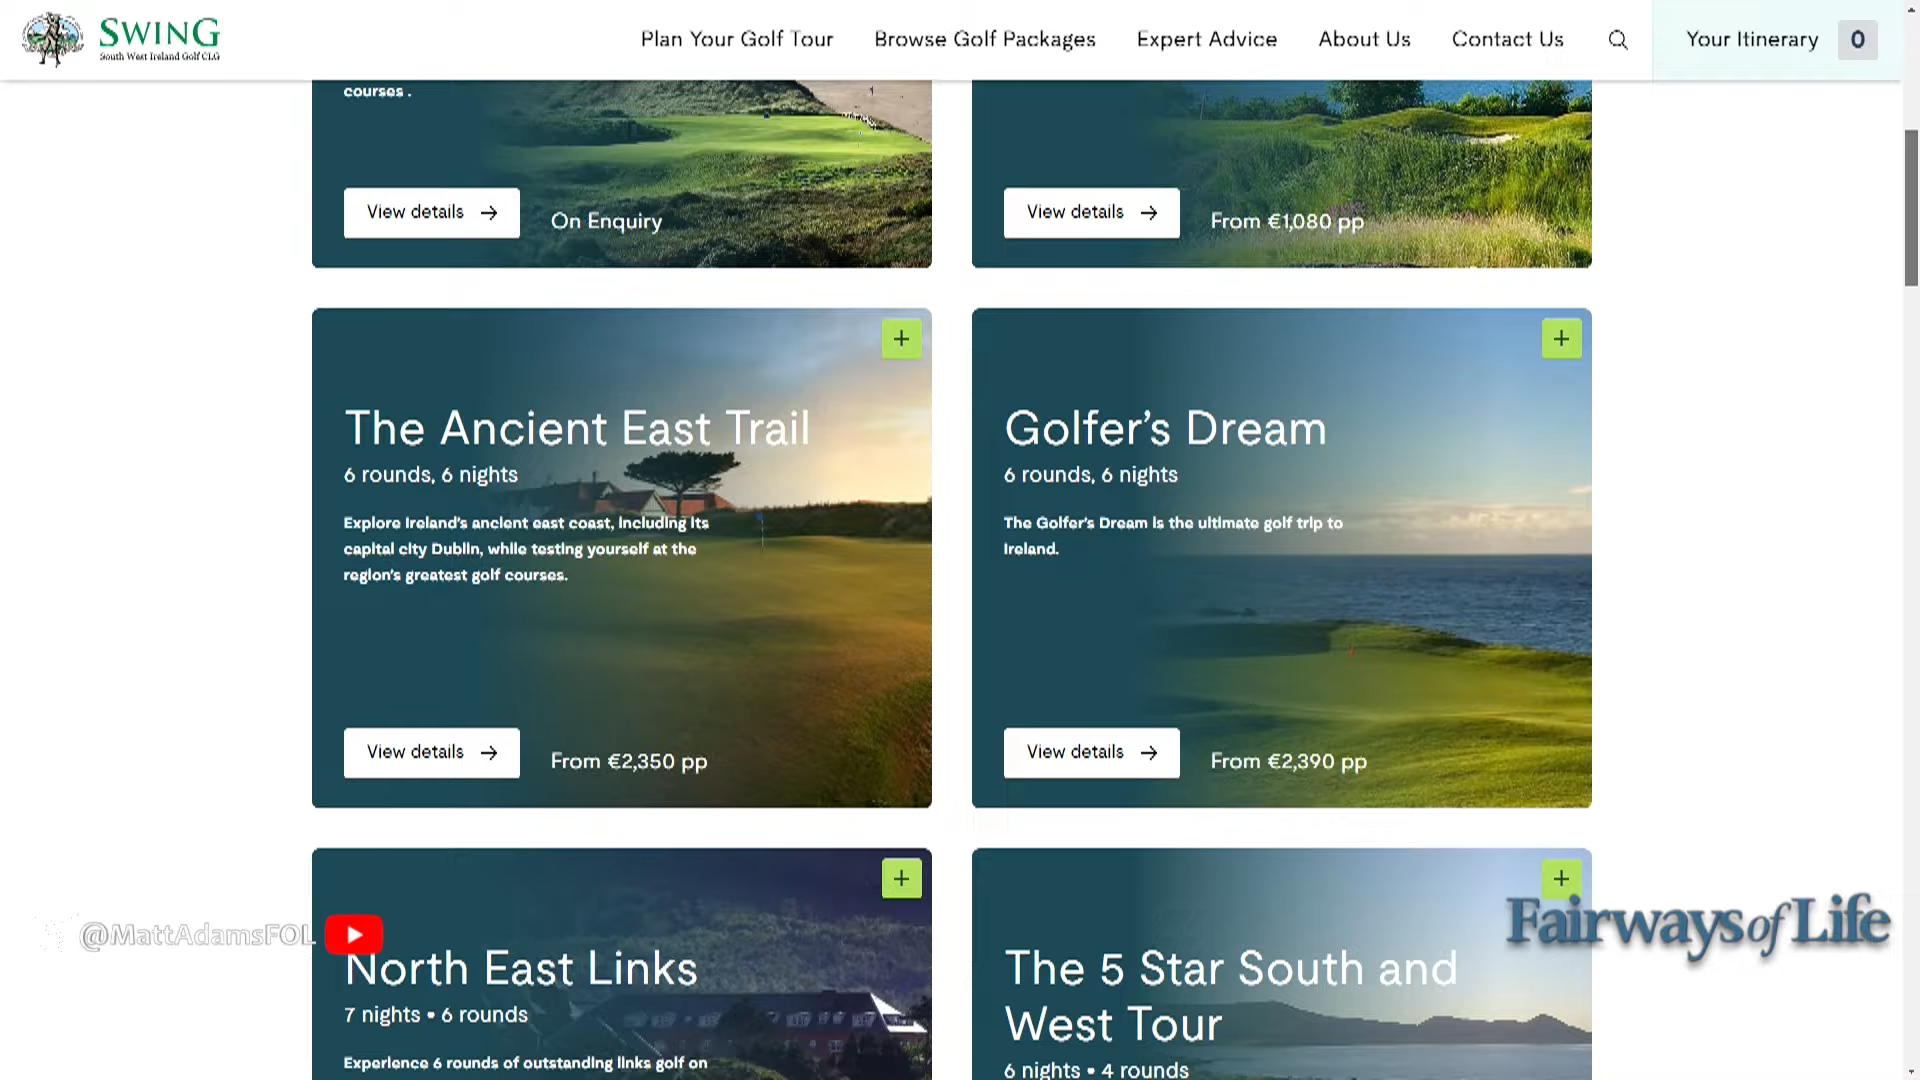 SWING
South West Ireland Golf CLG
Plan Your Golf Tour
Browse Golf Packages
Expert Advice
About Us
Contact Us
Your Itinerary
0
courses .
View details
On Enquiry
View details
From €1,080 pp
The Ancient East Trail
6 rounds, 6 nights
Explore Ireland's ancient east coast, including its
capital city Dublin, while testing yourself at the
region's greatest golf courses.
View details
From €2,350 pp
Golfer's Dream
6 rounds, 6 nights
The Golfer's Dream is the ultimate golf trip to
Ireland.
View details
From €2,390 pp
North East Links
7 nights • 6 rounds
Experience 6 rounds of outstanding links golf on
The 5 Star South and
West Tour
6 nights • 4 rounds
@MattAdamsFOL
Fairways of Life